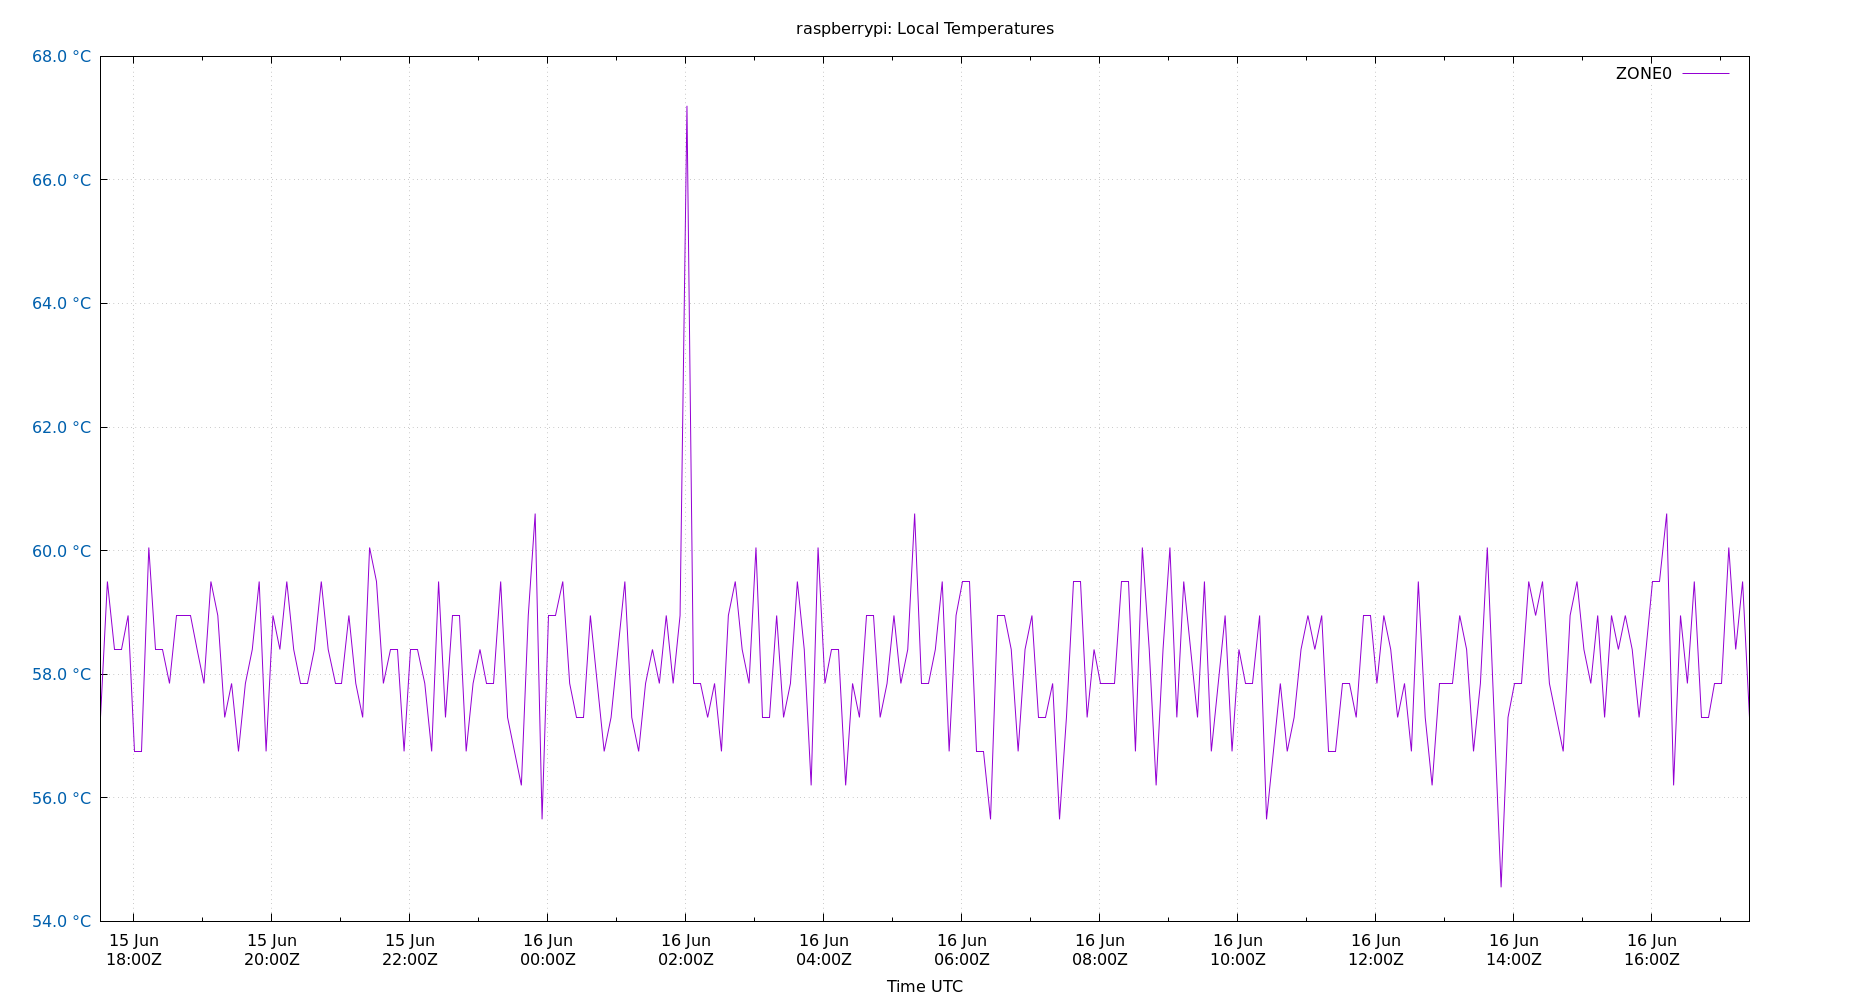 raspberrypi: Local Temperatures
68.0 °C
ZONE0
66.0 °C
64.0 °C
62.0 °C
60.0 °C
58.0 °C
56.0 °C
54.0 °C
15 Jun 15 Jun 15 Jun 16 Jun 16 Jun 16 Jun 16 Jun 16 Jun 16 Jun 16 Jun 16 Jun 16 Jun
18:00Z 20:00Z 22:00Z 00:00Z 02:00Z 04:00Z 06:00Z 08:00Z 10:00Z 12:00Z 14:00Z 16:00Z
Time UTC